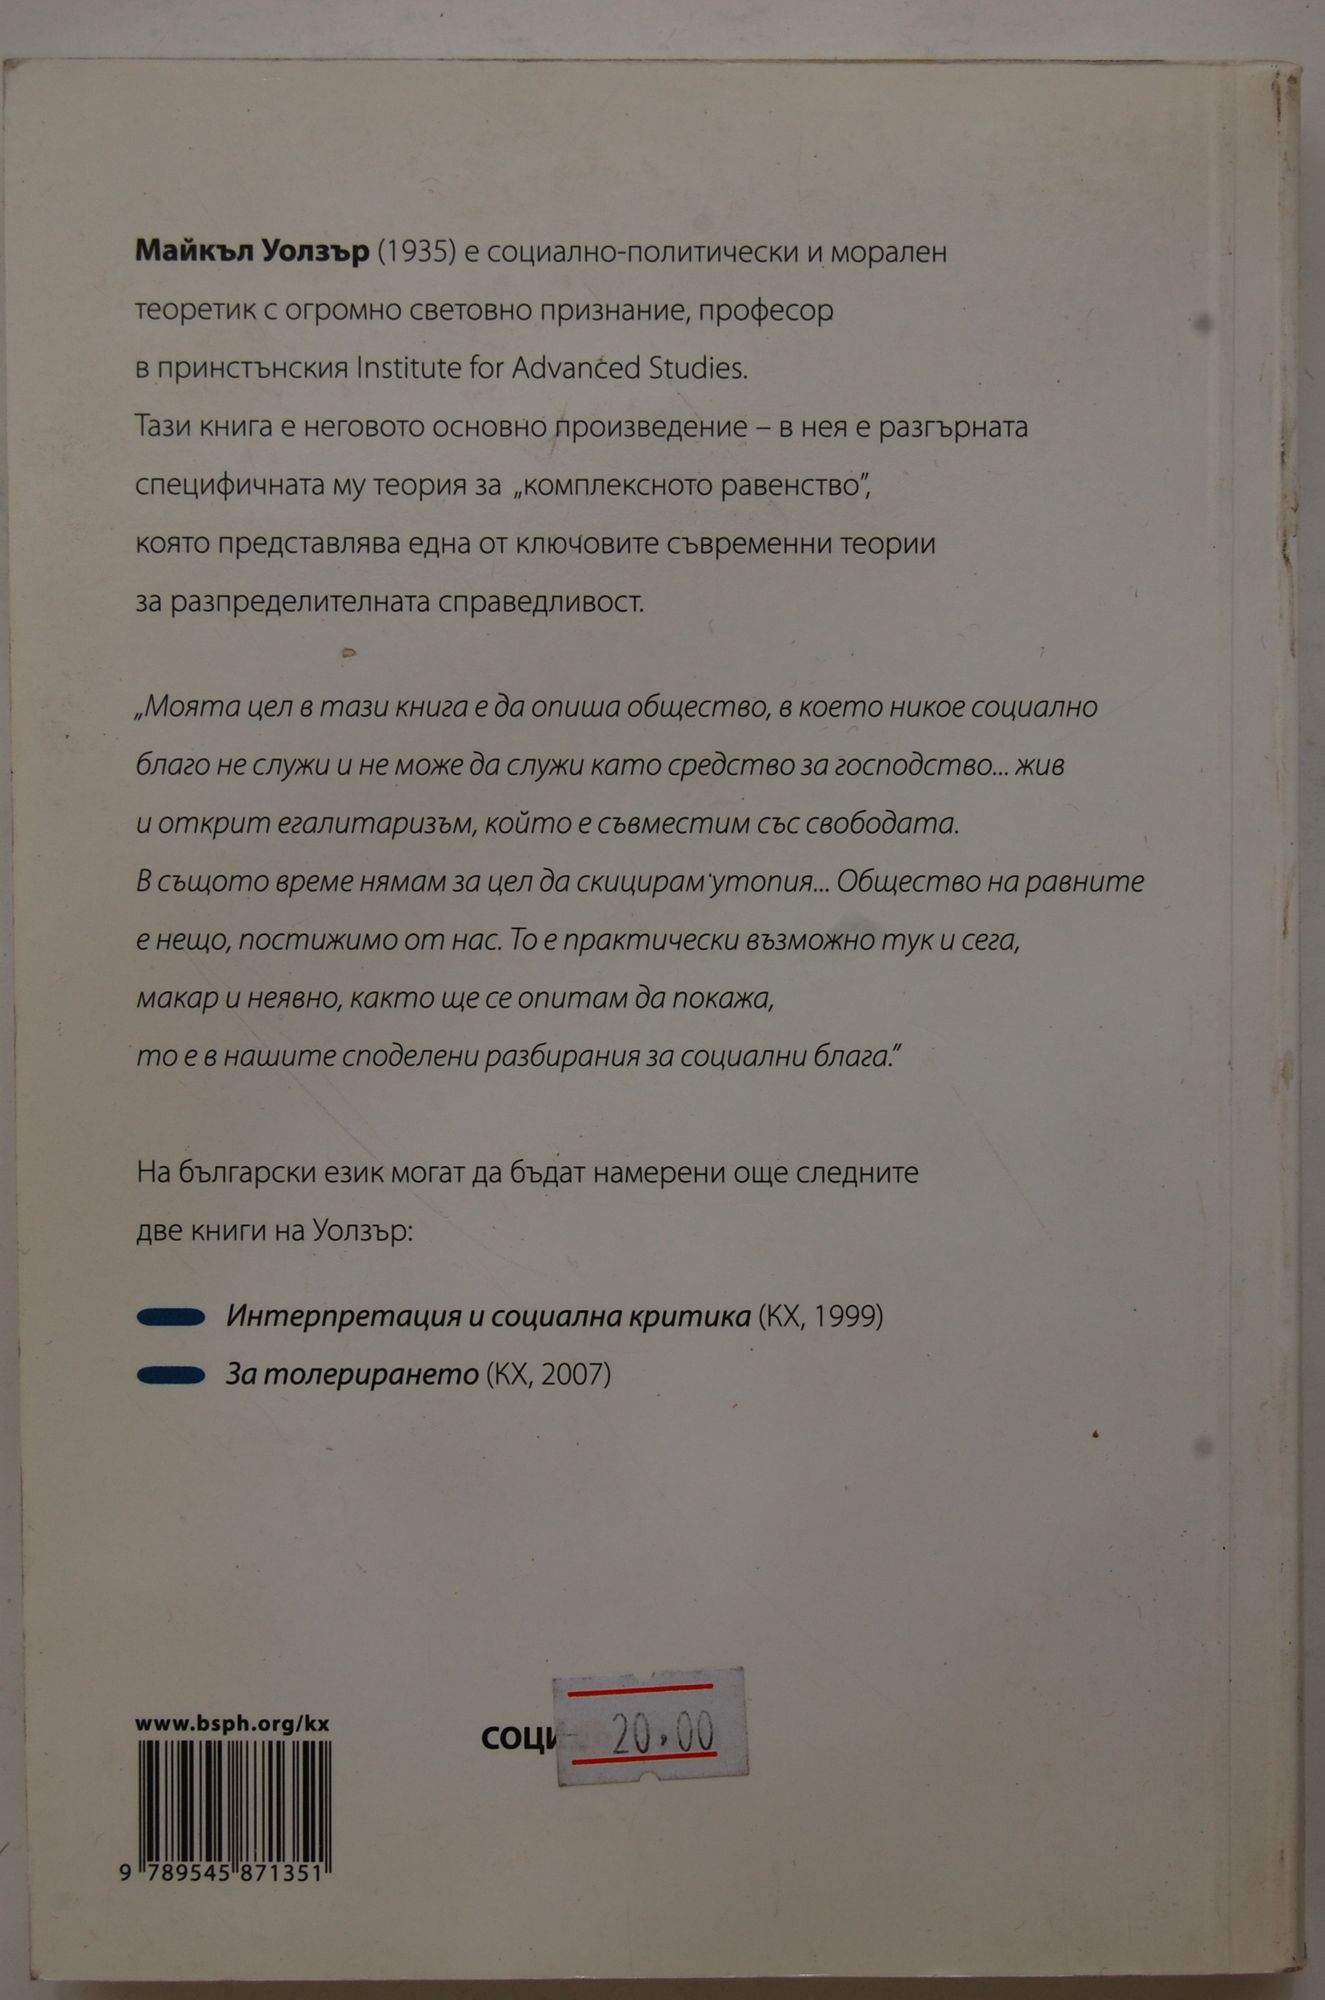 Майкъл Уолзър (1935) е социално-политически и морален
теоретик с огромно световно признание, професор
в принстънския Institute for Advanced Studies.
Тази книга е неговото основно произведение – в нея е разгърната
специфичната му теория за „комплексното равенство”,
която представлява една от ключовите съвременни теории
за разпределителната справедливост.
„Моята цел в тази книга е да опиша общество, в което никое социално
благо не служи и не може да служи като средство за господство... жив
и открит егалитаризъм, който е съвместим със свободата.
В същото време нямам за цел да скицирам утопия... Общество на равните
е нещо, постижимо от нас. То е практически възможно тук и сега,
макар и неявно, както ще се опитам да покажа,
то е в нашите споделени разбирания за социални блага.”
На български език могат да бъдат намерени още следните
две книги на Уолзър:
Интерпретация и социална критика (КХ, 1999)
За толерирането (КХ, 2007)
www.bsph.org/kx
20.00
9 789545 871351